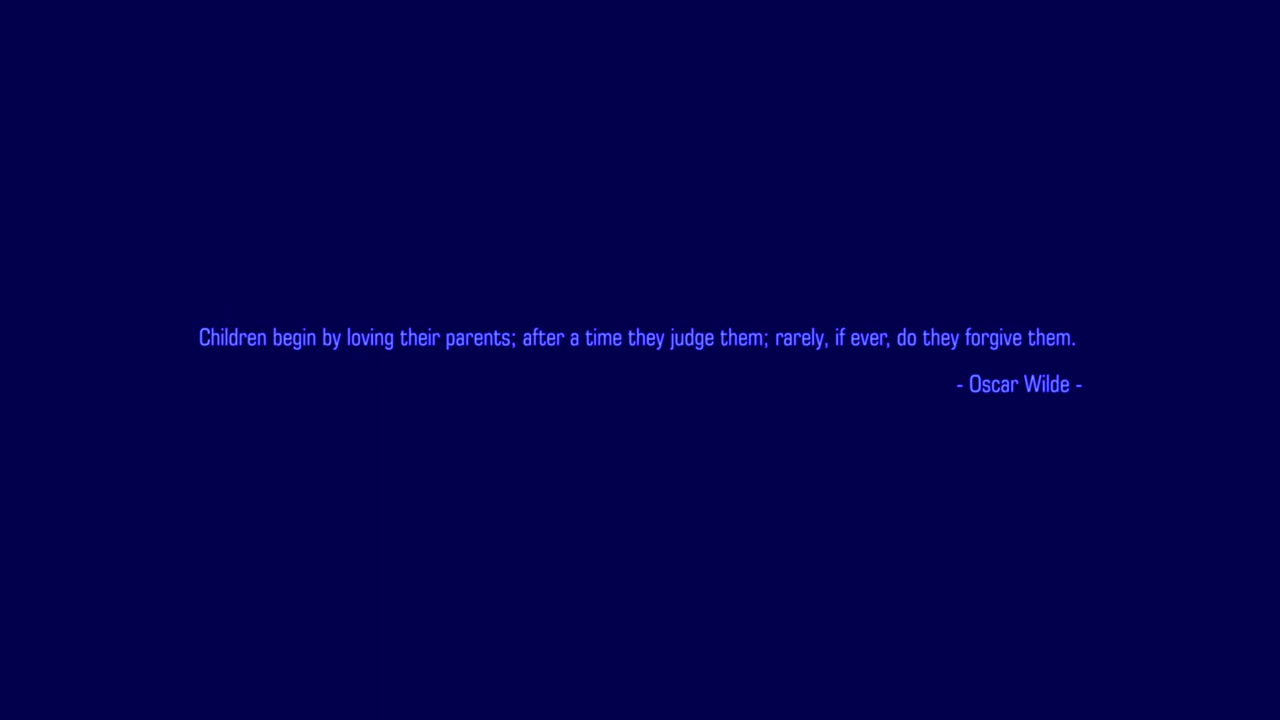 Children begin by loving their parents; after a time they judge them; rarely, if ever, do they forgive them.
- Oscar Wilde -